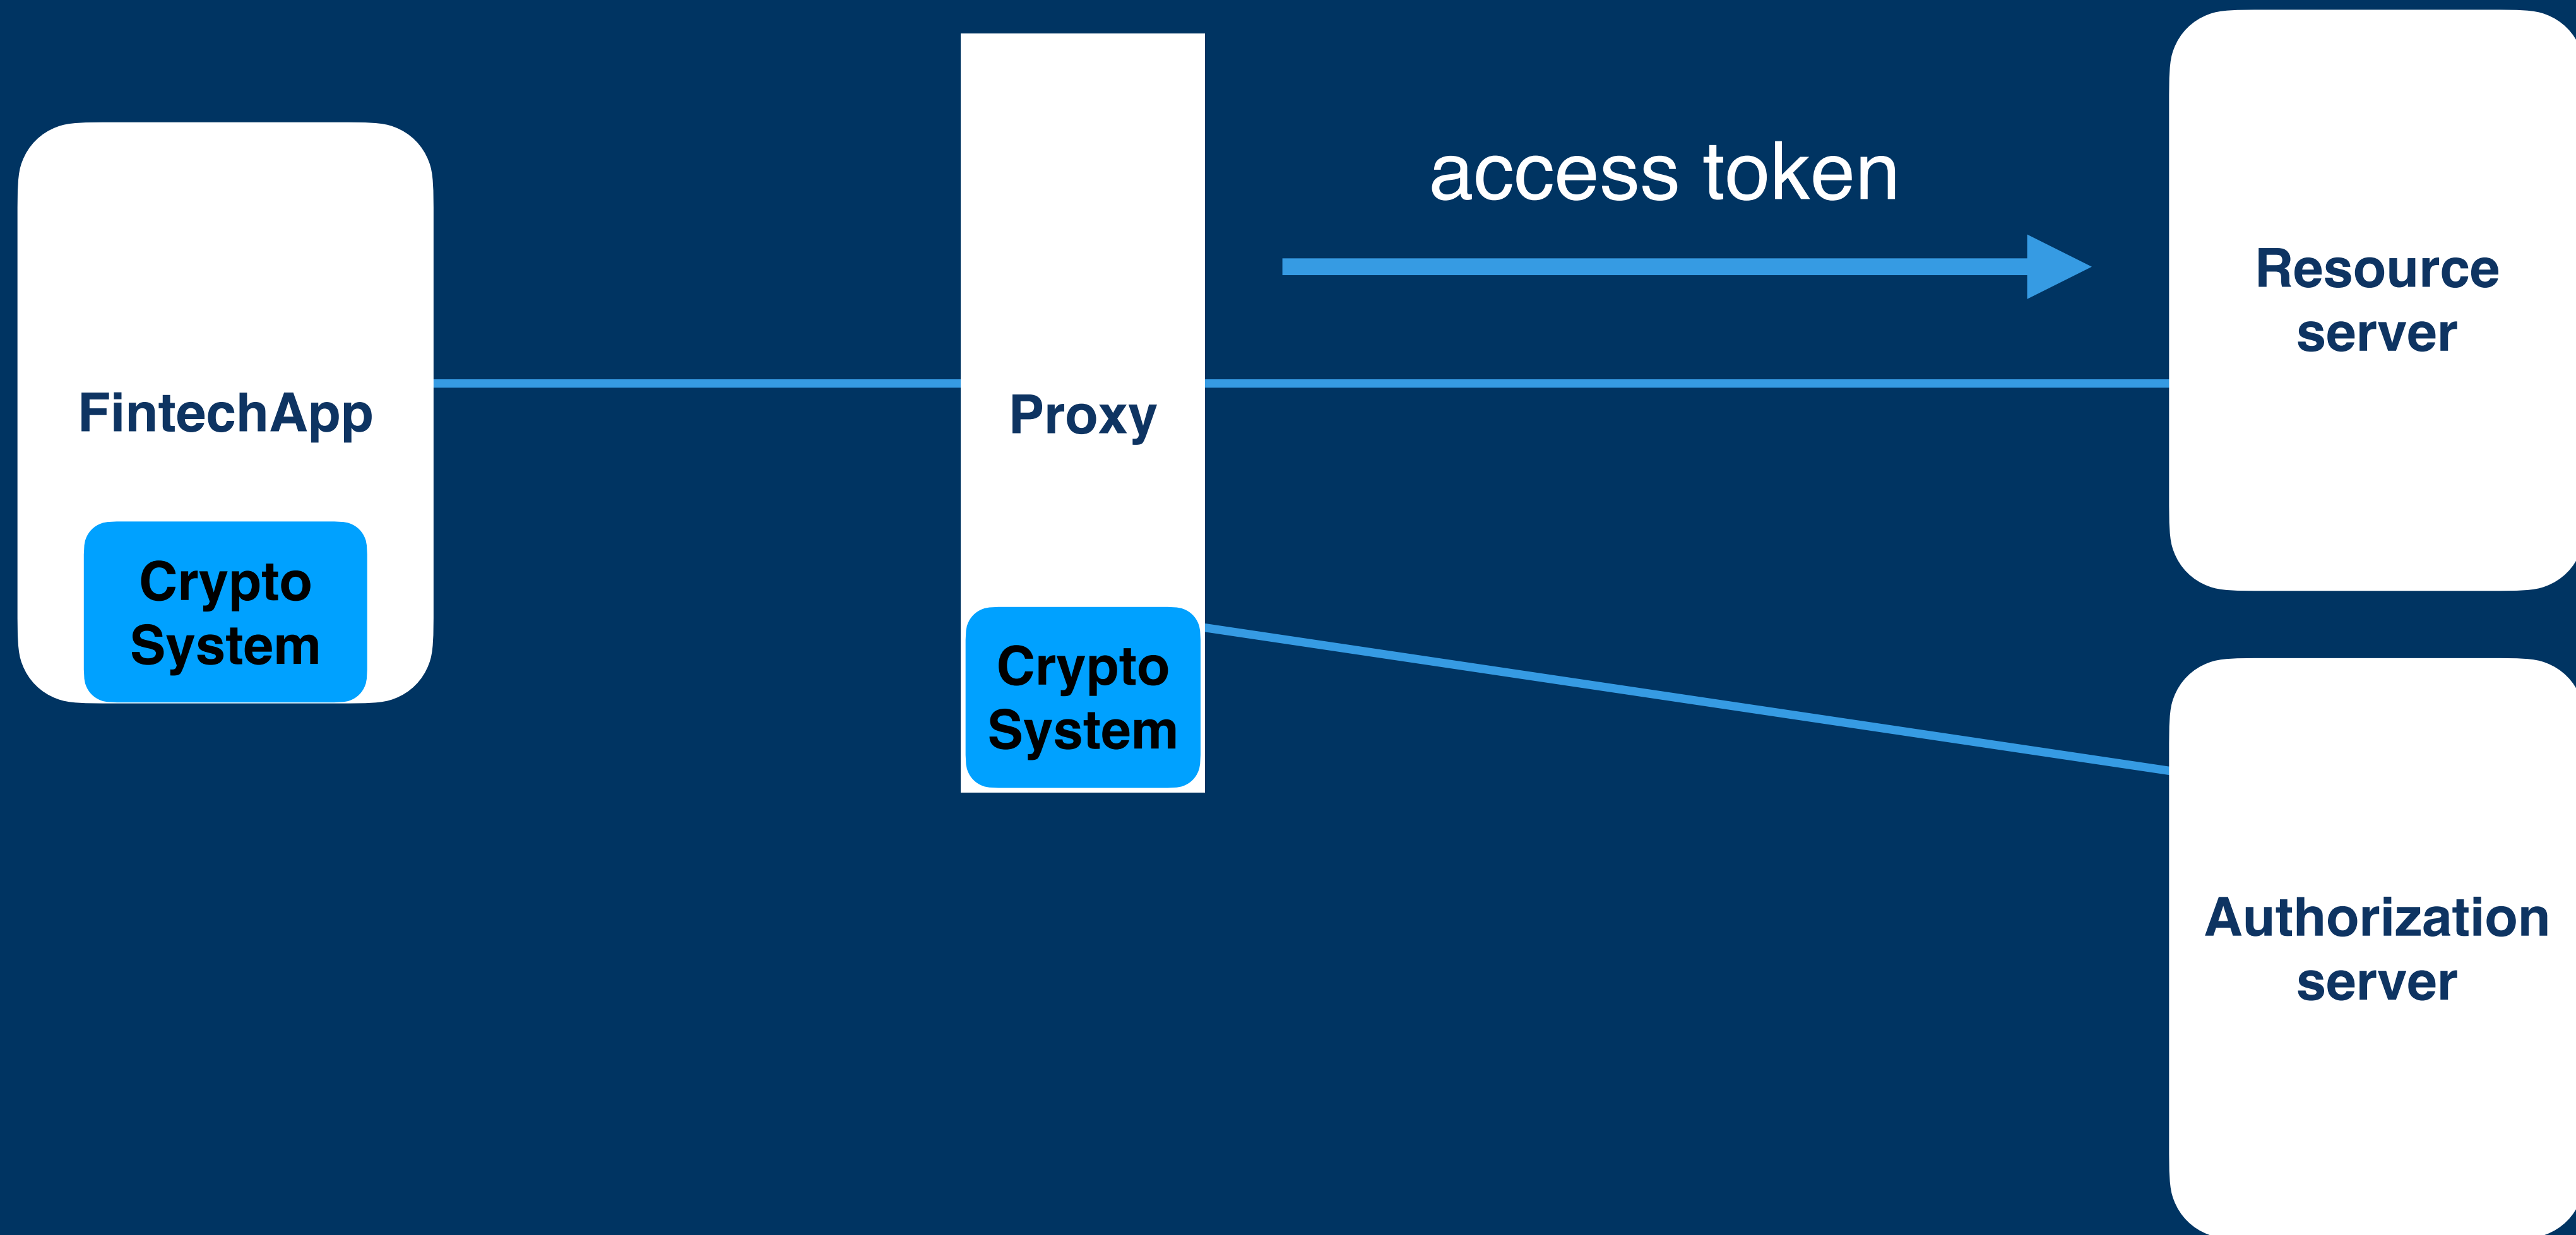 FintechApp
Crypto
System
Proxy
Crypto
System
access token
Resource
server
Authorization
server